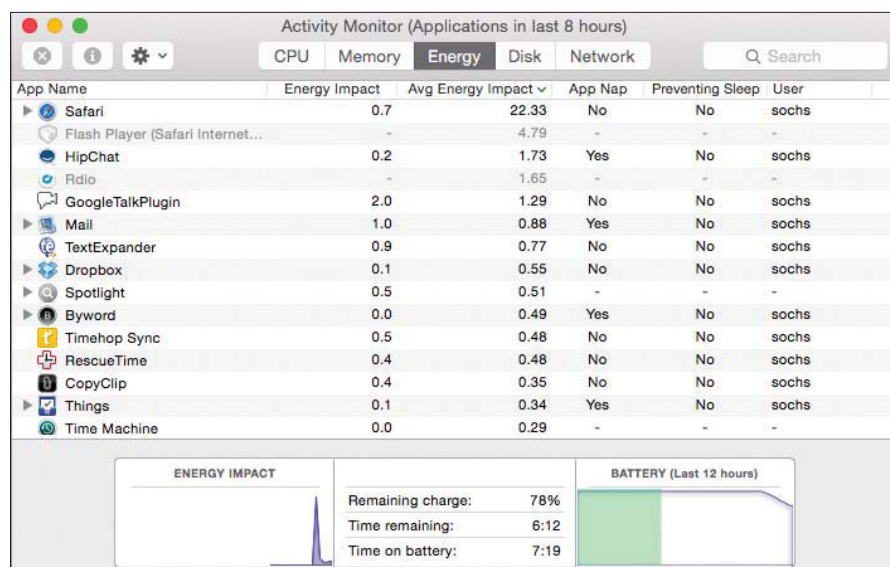 Activity Monitor (Applications in last 8 hours)
CPU Memory Energy Disk Network Search
App Name Energy Impact Avg Energy Impact App Nap Preventing Sleep User
Safari 0.7 22.33 No No sochs
Flash Player (Safari Internet... - 4.79 - - -
HipChat 0.2 1.73 Yes No sochs
Rdio - 1.65 - - -
GoogleTalkPlugin 2.0 1.29 No No sochs
Mail 1.0 0.88 Yes No sochs
TextExpander 0.9 0.77 No No sochs
Dropbox 0.1 0.55 No No sochs
Spotlight 0.5 0.51 - - -
Byword 0.0 0.49 Yes No sochs
Timehop Sync 0.5 0.48 No No sochs
RescueTime 0.4 0.48 No No sochs
CopyClip 0.4 0.35 No No sochs
Things 0.1 0.34 Yes No sochs
Time Machine 0.0 0.29 - - -
ENERGY IMPACT BATTERY (Last 12 hours)
Remaining charge: 78%
Time remaining: 6:12
Time on battery: 7:19